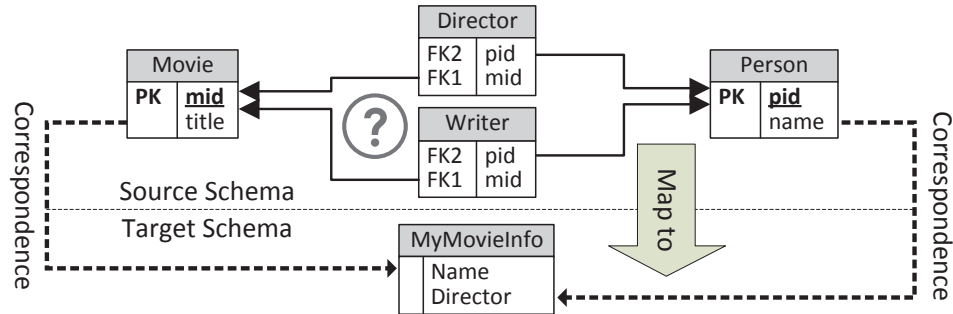 Director
FK2 pid
FK1 mid
Movie
PK mid
title
Person
PK pid
name
?
Writer
FK2 pid
FK1 mid
Correspondence
Correspondence
Map to
Source Schema
Target Schema
MyMovieInfo
Name
Director